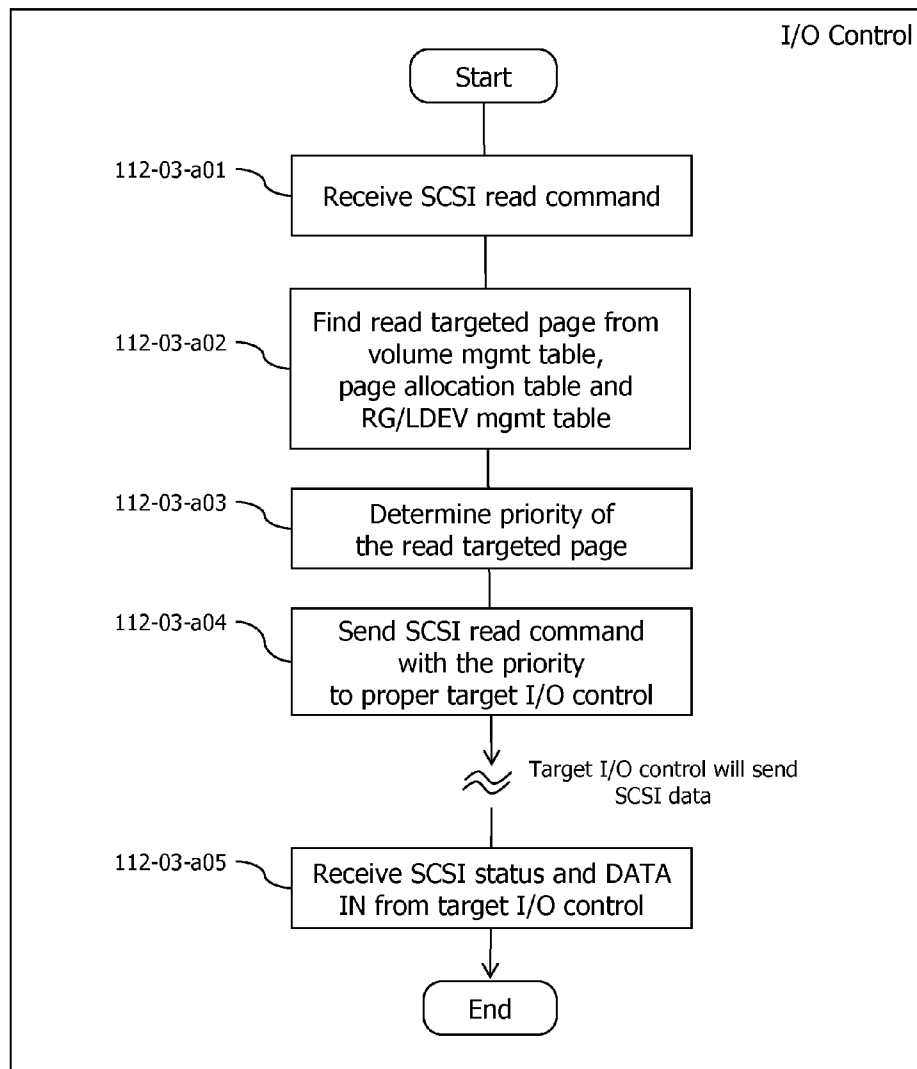 I/O Control
Start
112-03-a01
Receive SCSI read command
112-03-a02
Find read targeted page from
volume mgmt table,
page allocation table and
RG/LDEV mgmt table
112-03-a03
Determine priority of
the read targeted page
112-03-a04
Send SCSI read command
with the priority
to proper target I/O control
Target I/O control will send
SCSI data
112-03-a05
Receive SCSI status and DATA
IN from target I/O control
End